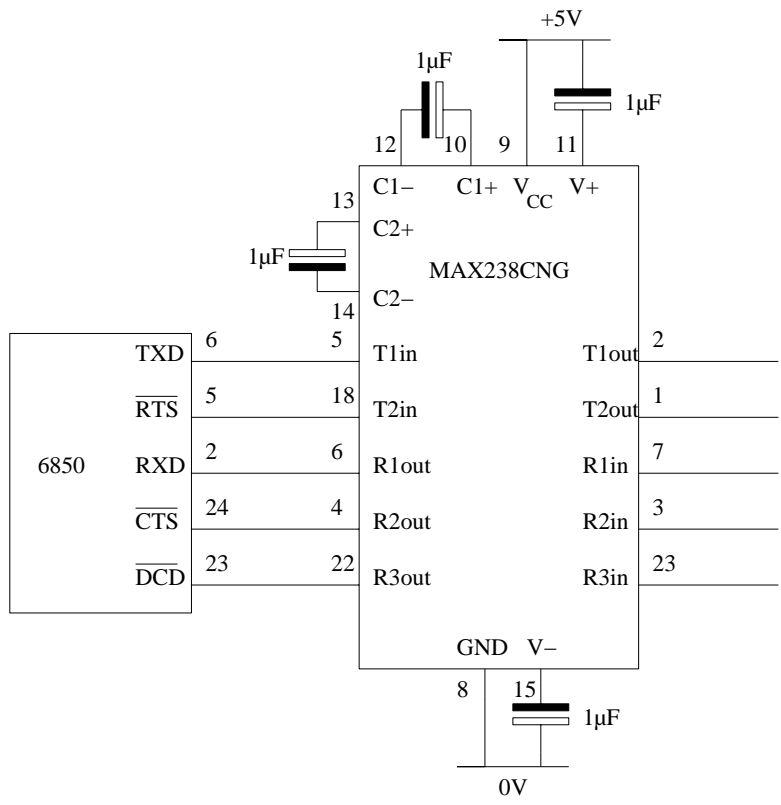 +5V
1µF
1µF
12 10 9 11
C1− C1+ VCC V+
13
C2+
1µF
MAX238CNG
C2−
14
TXD 6 5 T1in T1out 2
RTS 5 18 T2in T2out 1
6850 RXD 2 6 R1out R1in 7
CTS 24 4 R2out R2in 3
DCD 23 22 R3out R3in 23
GND V−
8 15
1µF
0V